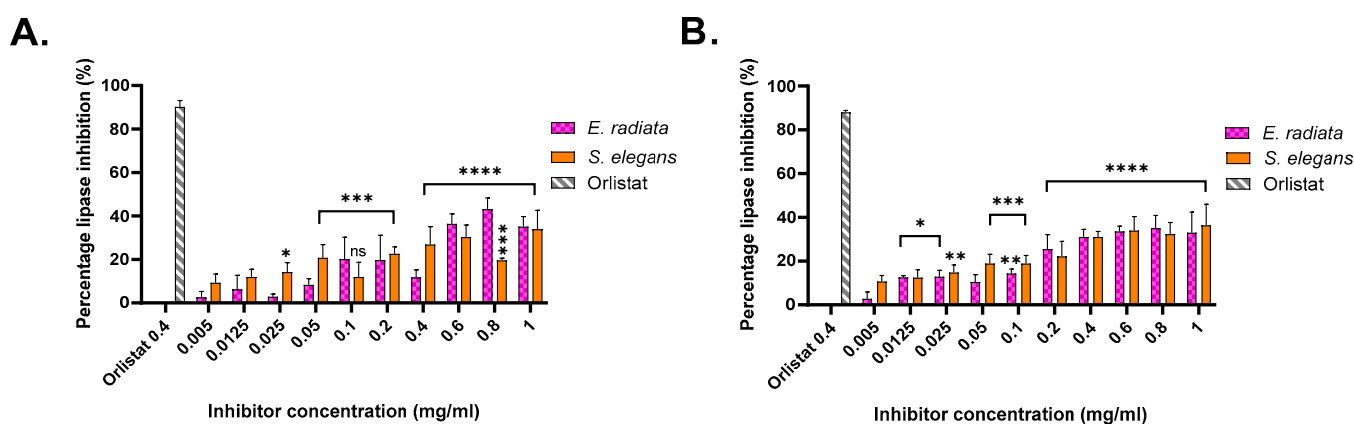 A.
B.
Percentage lipase inhibition (%)
100
80
60
40
20
0
*
***
ns
****
***
E. radiata
S. elegans
Orlistat
Orlistat 0.4
0.005
0.0125
0.025
0.05
0.1
0.2
0.4
0.6
0.8
1
Inhibitor concentration (mg/ml)
Percentage lipase inhibition (%)
100
80
60
40
20
0
*
**
***
**
****
E. radiata
S. elegans
Orlistat
Orlistat 0.4
0.005
0.0125
0.025
0.05
0.1
0.2
0.4
0.6
0.8
1
Inhibitor concentration (mg/ml)